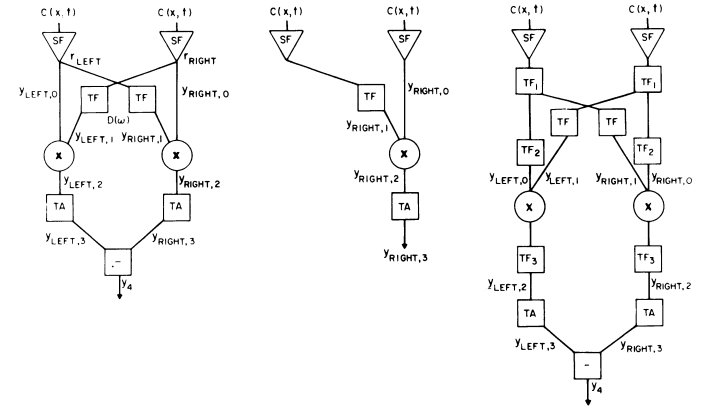 C(x,t) C(x,t)
SF SF
r LEFT r RIGHT
y LEFT,0 TF TF y RIGHT,0
D(ω)
y LEFT,1 y RIGHT,1
x x
y LEFT,2 y RIGHT,2
TA TA
y LEFT,3 y RIGHT,3
.-
y4
C(x,t) C(x,t)
SF SF
TF y RIGHT,0
y RIGHT,1
x
y RIGHT,2
TA
y RIGHT,3
C(x,t) C(x,t)
SF SF
TF1 TF1
TF TF
TF2 TF2
y LEFT,0 y LEFT,1 y RIGHT,1 y RIGHT,0
x x
TF3 TF3
y LEFT,2 y RIGHT,2
TA TA
y LEFT,3 y RIGHT,3
-
y4